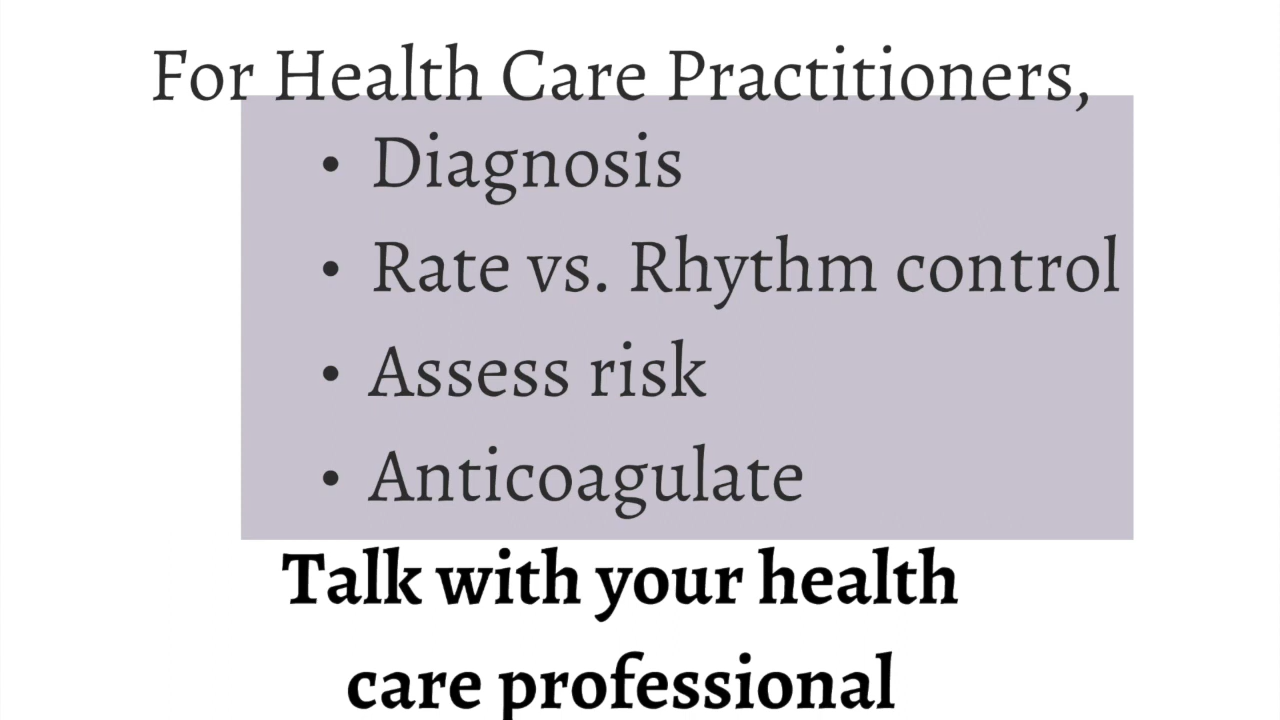 For Health Care Practitioners,
• Diagnosis
• Rate vs. Rhythm control
• Assess risk
• Anticoagulate
Talk with your health
care professional